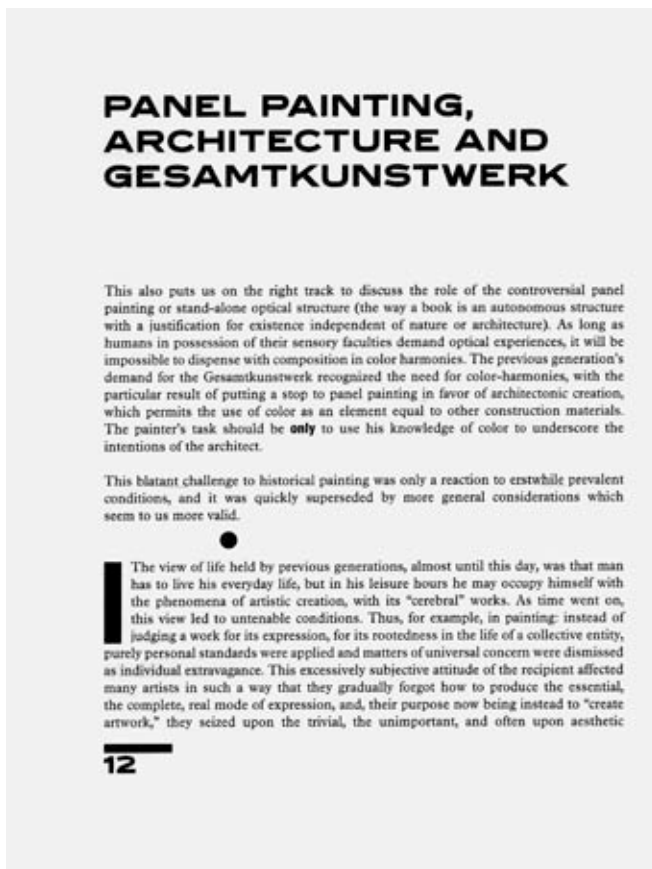 PANEL PAINTING,
ARCHITECTURE AND
GESAMTKUNSTWERK
This also puts us on the right track to discuss the role of the controversial panel
painting or stand-alone optical structure (the way a book is an autonomous structure
with a justification for existence independent of nature or architecture). As long as
humans in possession of their sensory faculties demand optical experiences, it will be
impossible to dispense with composition in color harmonies. The previous generation's
demand for the Gesamtkunstwerk recognized the need for color-harmonies, with the
particular result of putting a stop to panel painting in favor of architectonic creation,
which permits the use of color as an element equal to other construction materials.
The painter's task should be only to use his knowledge of color to underscore the
intentions of the architect.
This blatant challenge to historical painting was only a reaction to erstwhile prevalent
conditions, and it was quickly superseded by more general considerations which
seem to us more valid.
The view of life held by previous generations, almost until this day, was that man
has to live his everyday life, but in his leisure hours he may occupy himself with
the phenomena of artistic creation, with its "cerebral" works. As time went on,
this view led to untenable conditions. Thus, for example, in painting: instead of
judging a work for its expression, for its rootedness in the life of a collective entity,
purely personal standards were applied and matters of universal concern were dismissed
as individual extravagance. This excessively subjective attitude of the recipient affected
many artists in such a way that they gradually forgot how to produce the essential,
the complete, real mode of expression, and, their purpose now being instead to "create
artwork," they seized upon the trivial, the unimportant, and often upon aesthetic
12